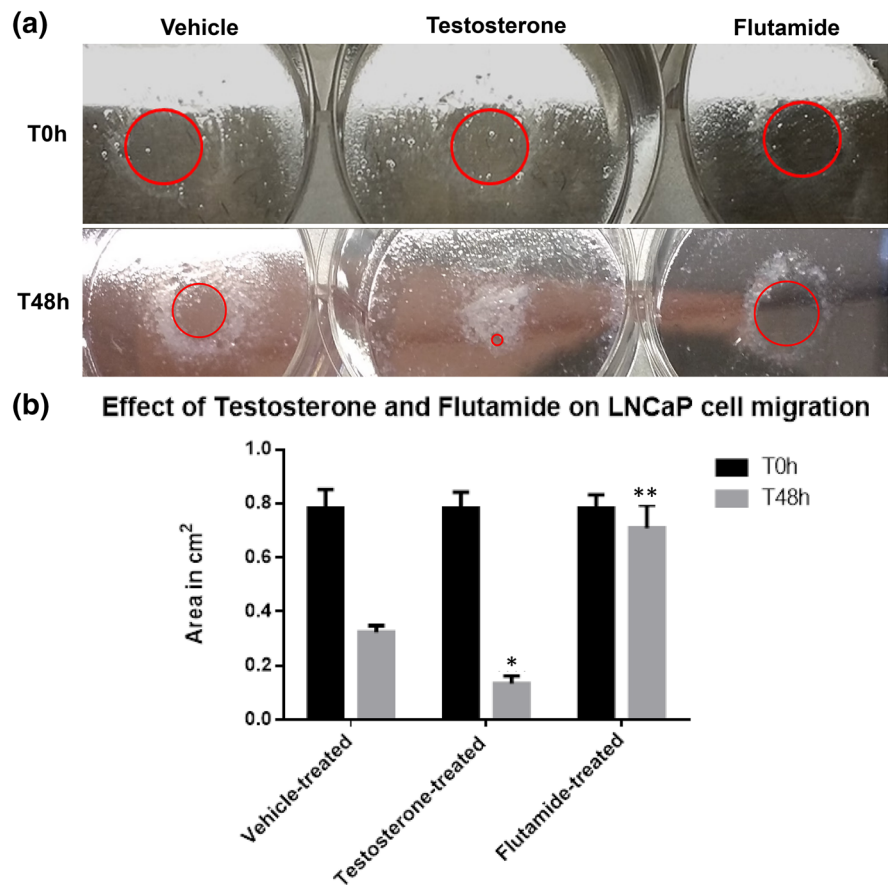 (a)
Vehicle
Testosterone
Flutamide
T0h
T48h
(b)
Effect of Testosterone and Flutamide on LNCaP cell migration
Area in cm²
1.0
0.8
0.6
0.4
0.2
0.0
*
**
T0h
T48h
Vehicle-treated
Testosterone-treated
Flutamide-treated